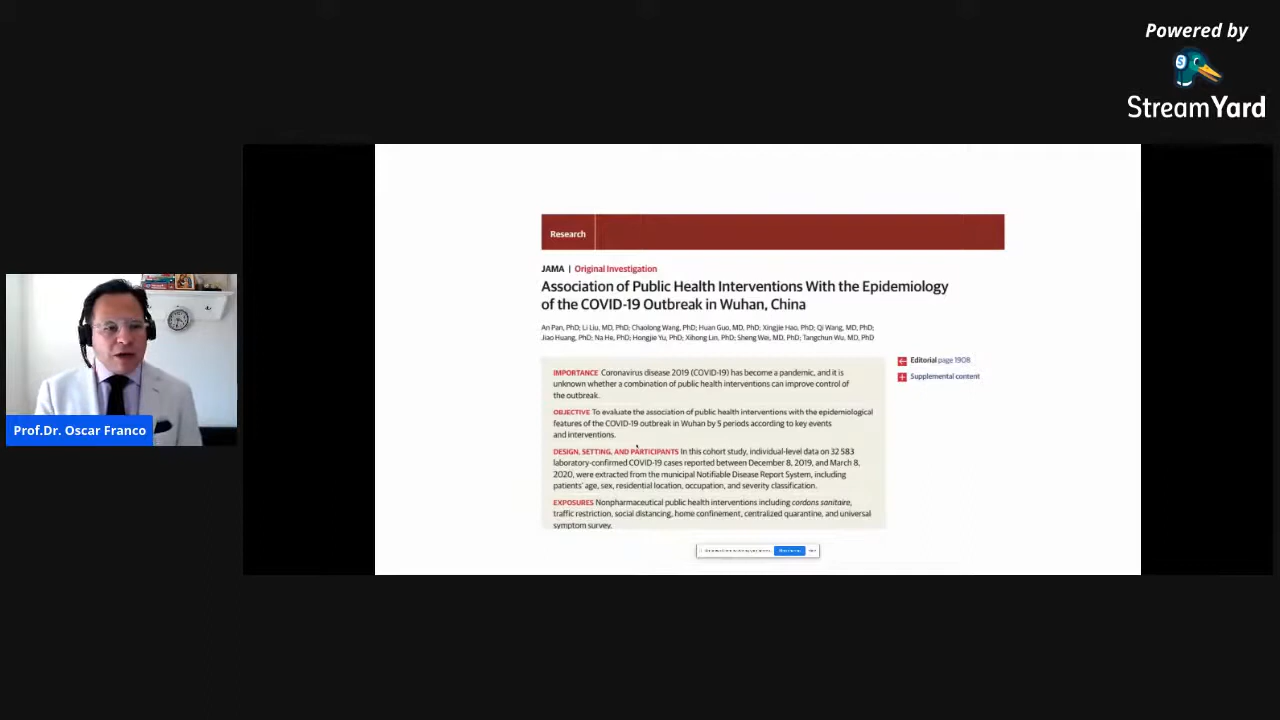 Powered by
StreamYard
Research
JAMA | Original Investigation
Association of Public Health Interventions With the Epidemiology
of the COVID-19 Outbreak in Wuhan, China
An Pan, PhD; Li Liu, MD, PhD; Chaolong Wang, PhD; Huan Guo, MD, PhD; Xingjie Hao, PhD; Qi Wang, MD, PhD;
Jiao Huang, PhD; Na He, PhD; Hongjie Yu, PhD; Xihong Lin, PhD; Sheng Wei, MD, PhD; Tangchun Wu, MD, PhD
Editorial page 1908
Supplemental content
IMPORTANCE Coronavirus disease 2019 (COVID-19) has become a pandemic, and it is
unknown whether a combination of public health interventions can improve control of
the outbreak.
OBJECTIVE To evaluate the association of public health interventions with the epidemiological
features of the COVID-19 outbreak in Wuhan by 5 periods according to key events
and interventions.
DESIGN, SETTING, AND PARTICIPANTS In this cohort study, individual-level data on 32 583
laboratory-confirmed COVID-19 cases reported between December 8, 2019, and March 8,
2020, were extracted from the municipal Notifiable Disease Report System, including
patients' age, sex, residential location, occupation, and severity classification.
EXPOSURES Nonpharmaceutical public health interventions including cordons sanitaire,
traffic restriction, social distancing, home confinement, centralized quarantine, and universal
symptom survey.
Prof.Dr. Oscar Franco